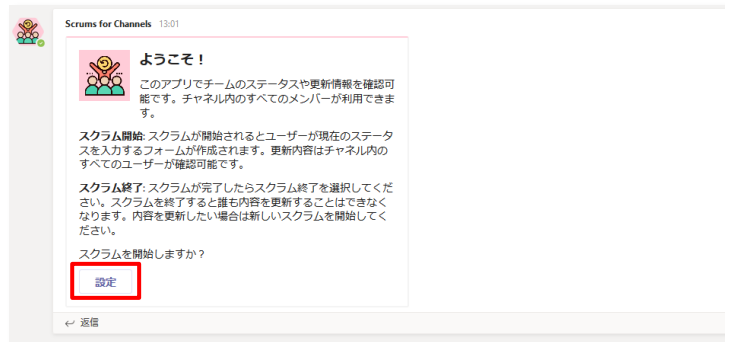 Scrums for Channels 13:01
ようこそ！
このアプリでチームのステータスや更新情報を確認可
能です。チャネル内のすべてのメンバーが利用できま
す。
スクラム開始: スクラムが開始されるとユーザーが現在のステータ
スを入力するフォームが作成されます。更新内容はチャネル内の
すべてのユーザーが確認可能です。
スクラム終了: スクラムが完了したらスクラム終了を選択してくだ
さい。スクラムを終了すると誰も内容を更新することはできなく
なります。内容を更新したい場合は新しいスクラムを開始してく
ださい。
スクラムを開始しますか？
設定
返信